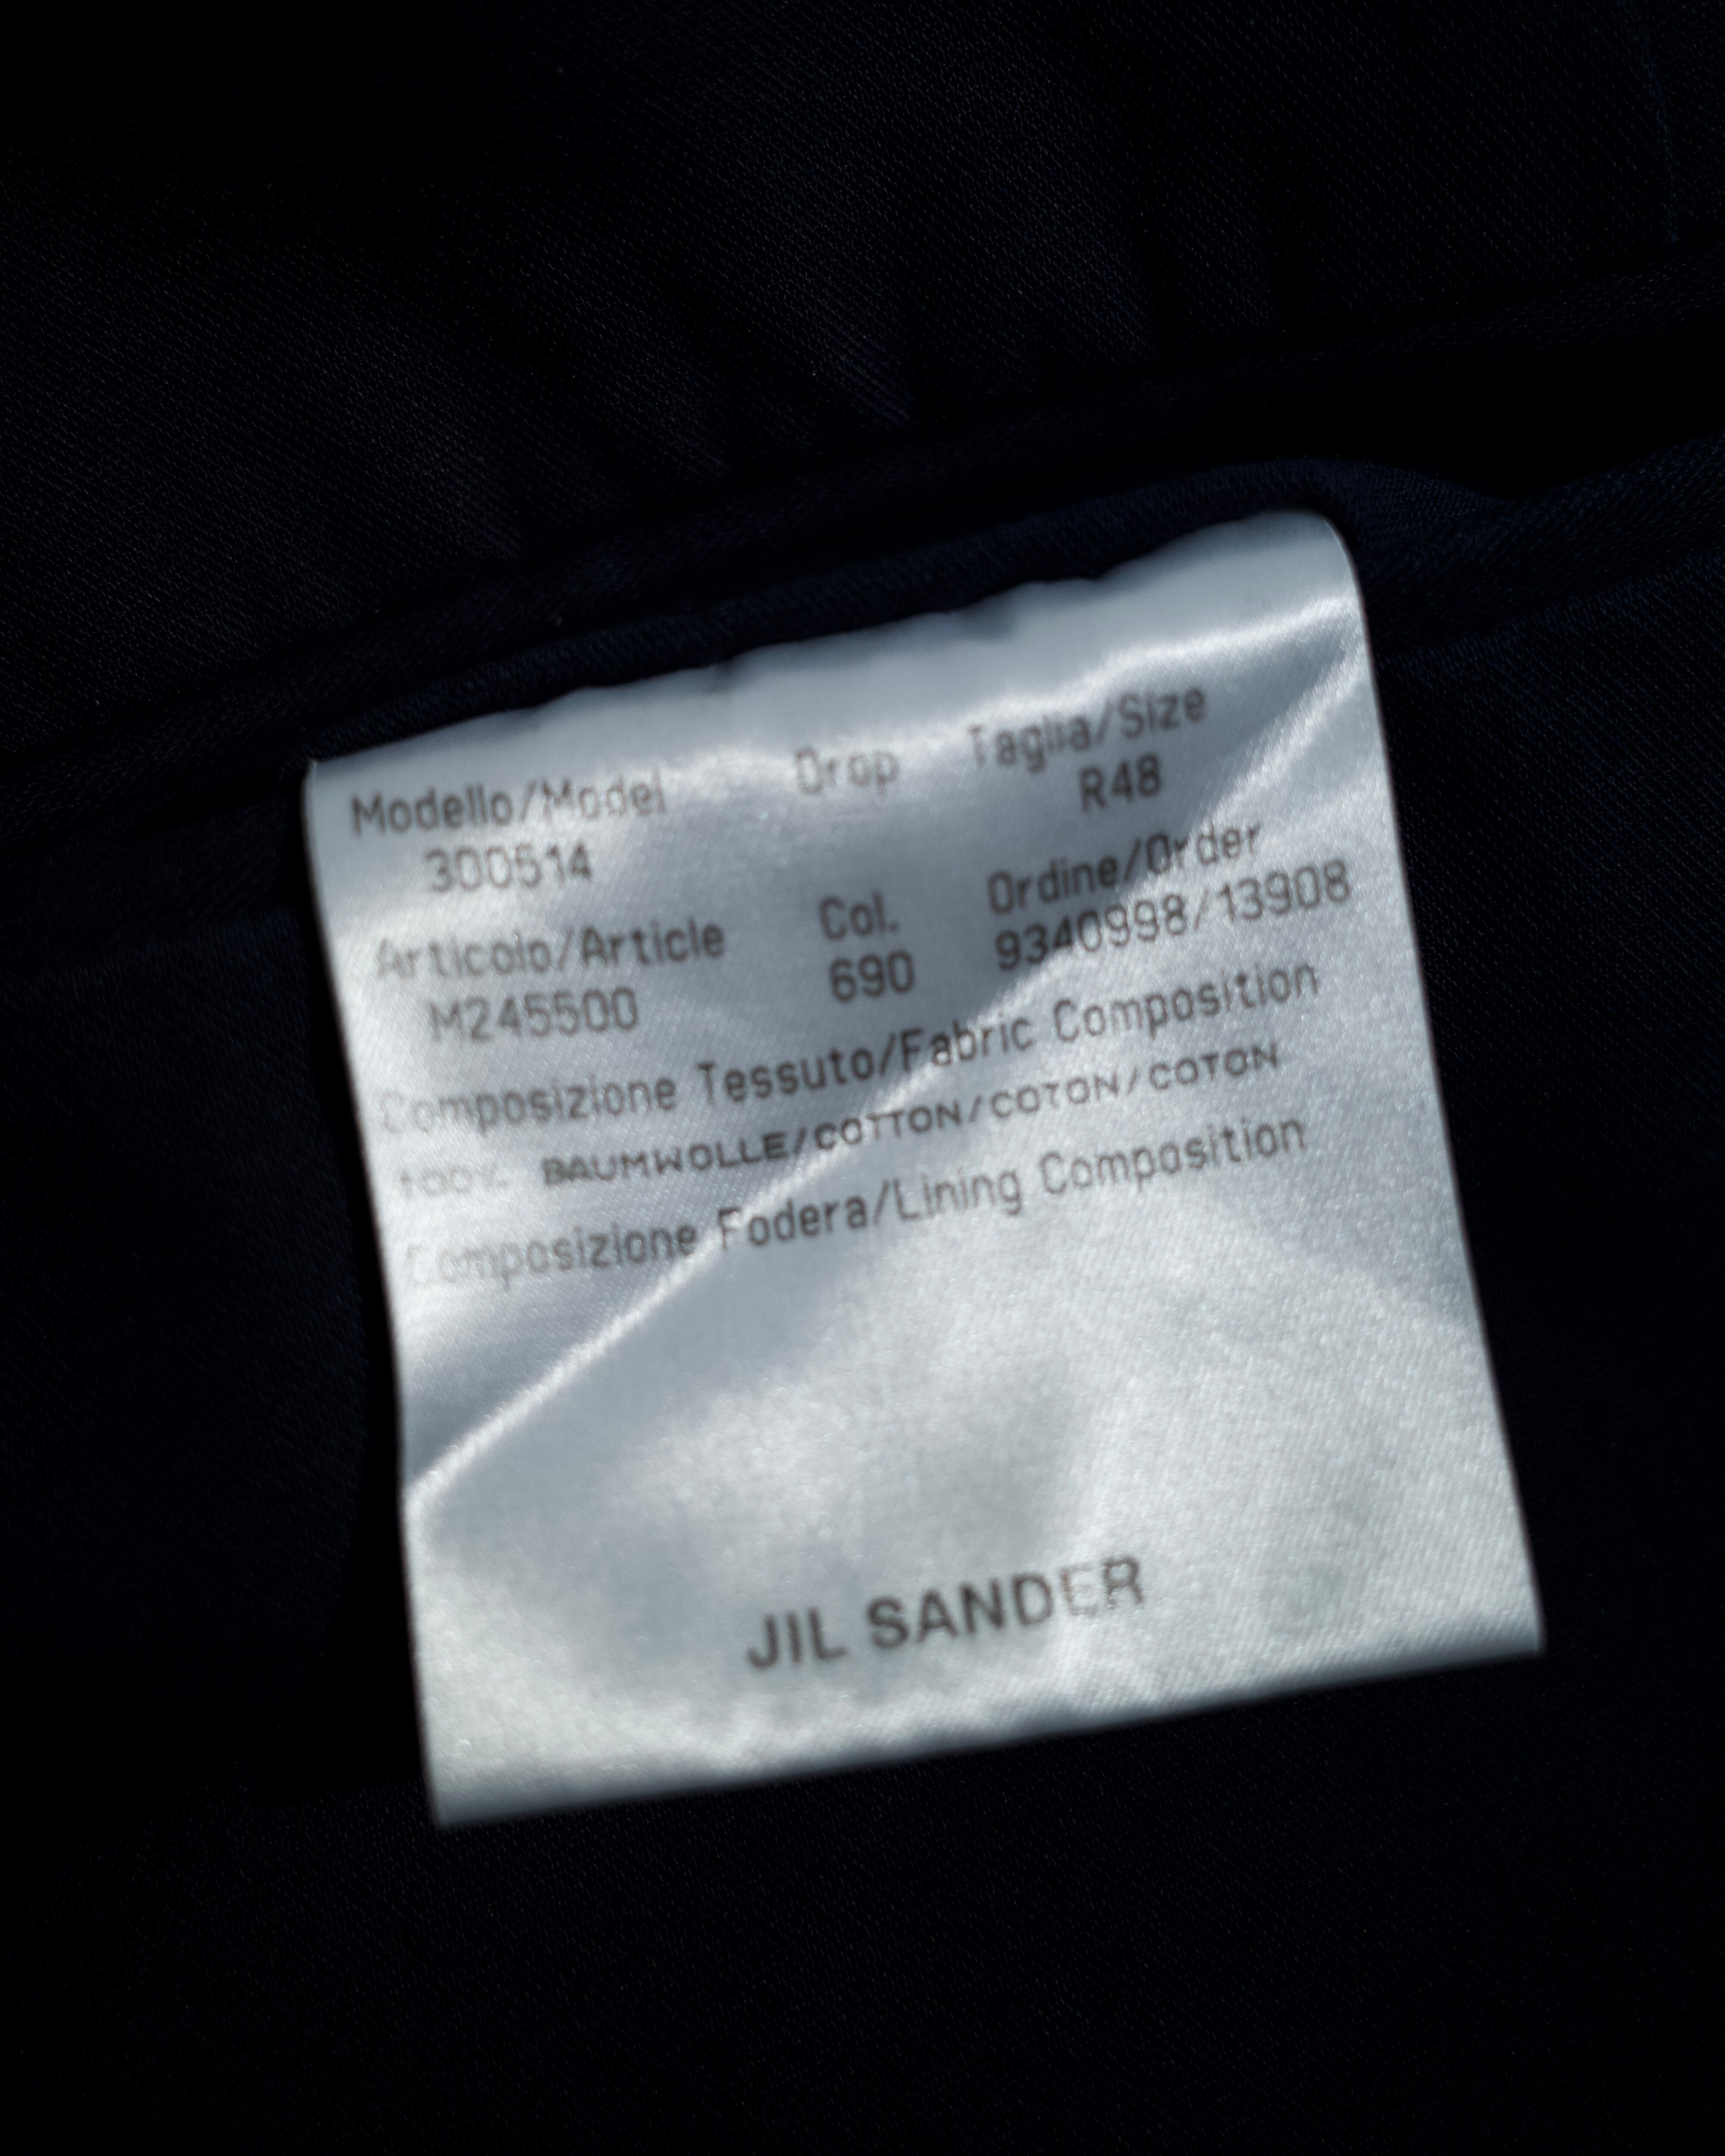 Modello/Model Drop Taglia/Size
300514 R48
Articolo/Article Col. Ordine/Order
M245500 690 9340998/13908
Composizione Tessuto/Fabric Composition
100% BAUMWOLLE/COTTON/COTON/COTON
Composizione Fodera/Lining Composition
JIL SANDER